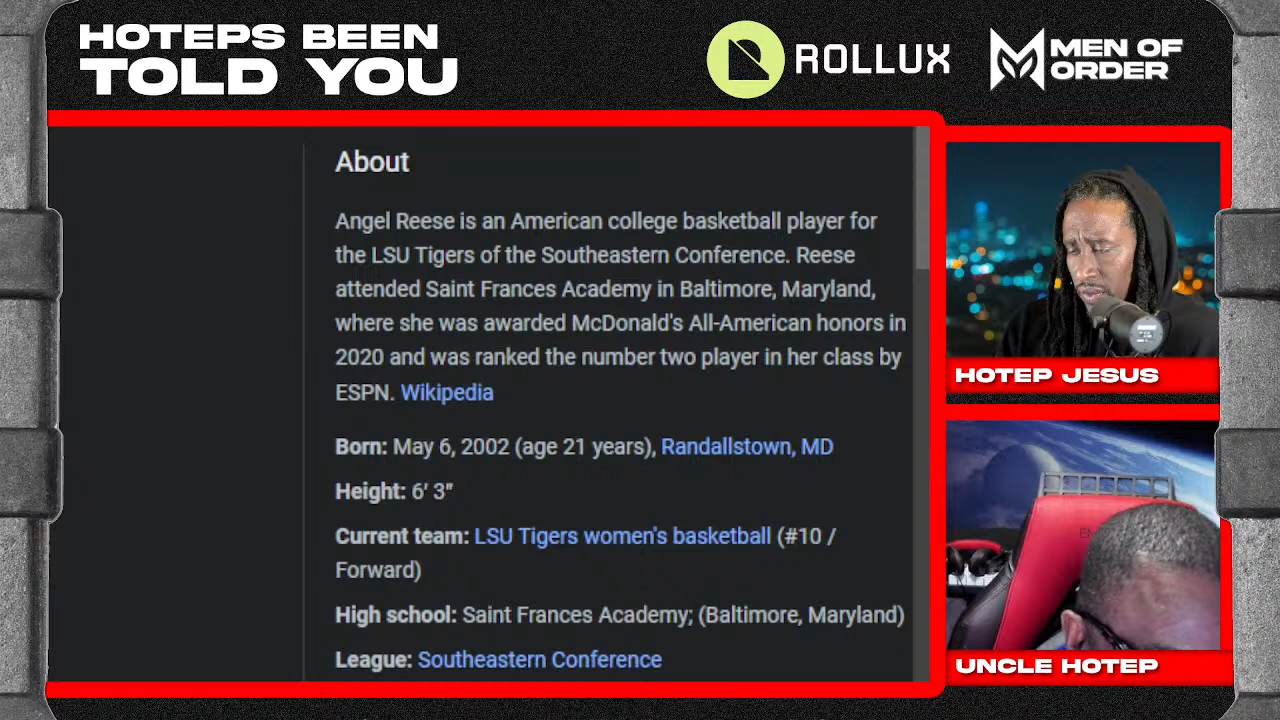 HOTEPS BEEN
TOLD YOU
ROLLUX
MEN OF
ORDER
About
Angel Reese is an American college basketball player for
the LSU Tigers of the Southeastern Conference. Reese
attended Saint Frances Academy in Baltimore, Maryland,
where she was awarded McDonald's All-American honors in
2020 and was ranked the number two player in her class by
ESPN. Wikipedia
Born: May 6, 2002 (age 21 years), Randallstown, MD
Height: 6′ 3″
Current team: LSU Tigers women's basketball (#10 /
Forward)
High school: Saint Frances Academy; (Baltimore, Maryland)
League: Southeastern Conference
HOTEP JESUS
UNCLE HOTEP